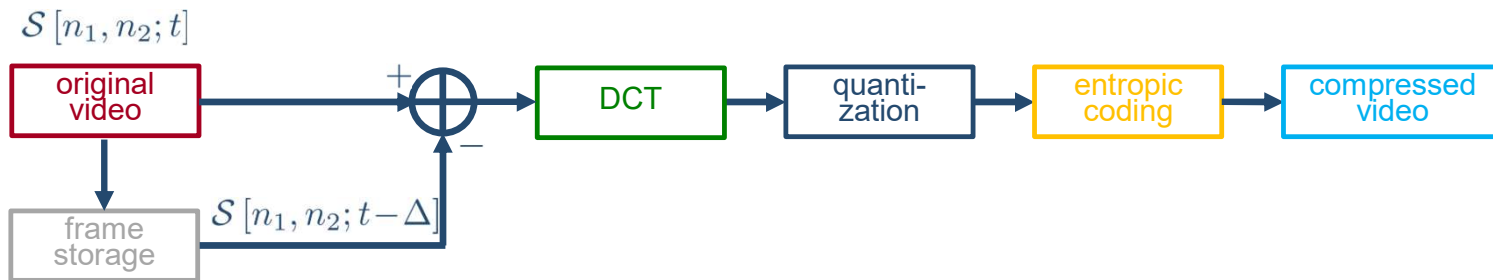 S [n₁, n₂; t]
original
video
+
−
DCT
quanti-
zation
entropic
coding
compressed
video
frame
storage
S [n₁, n₂; t−Δ]